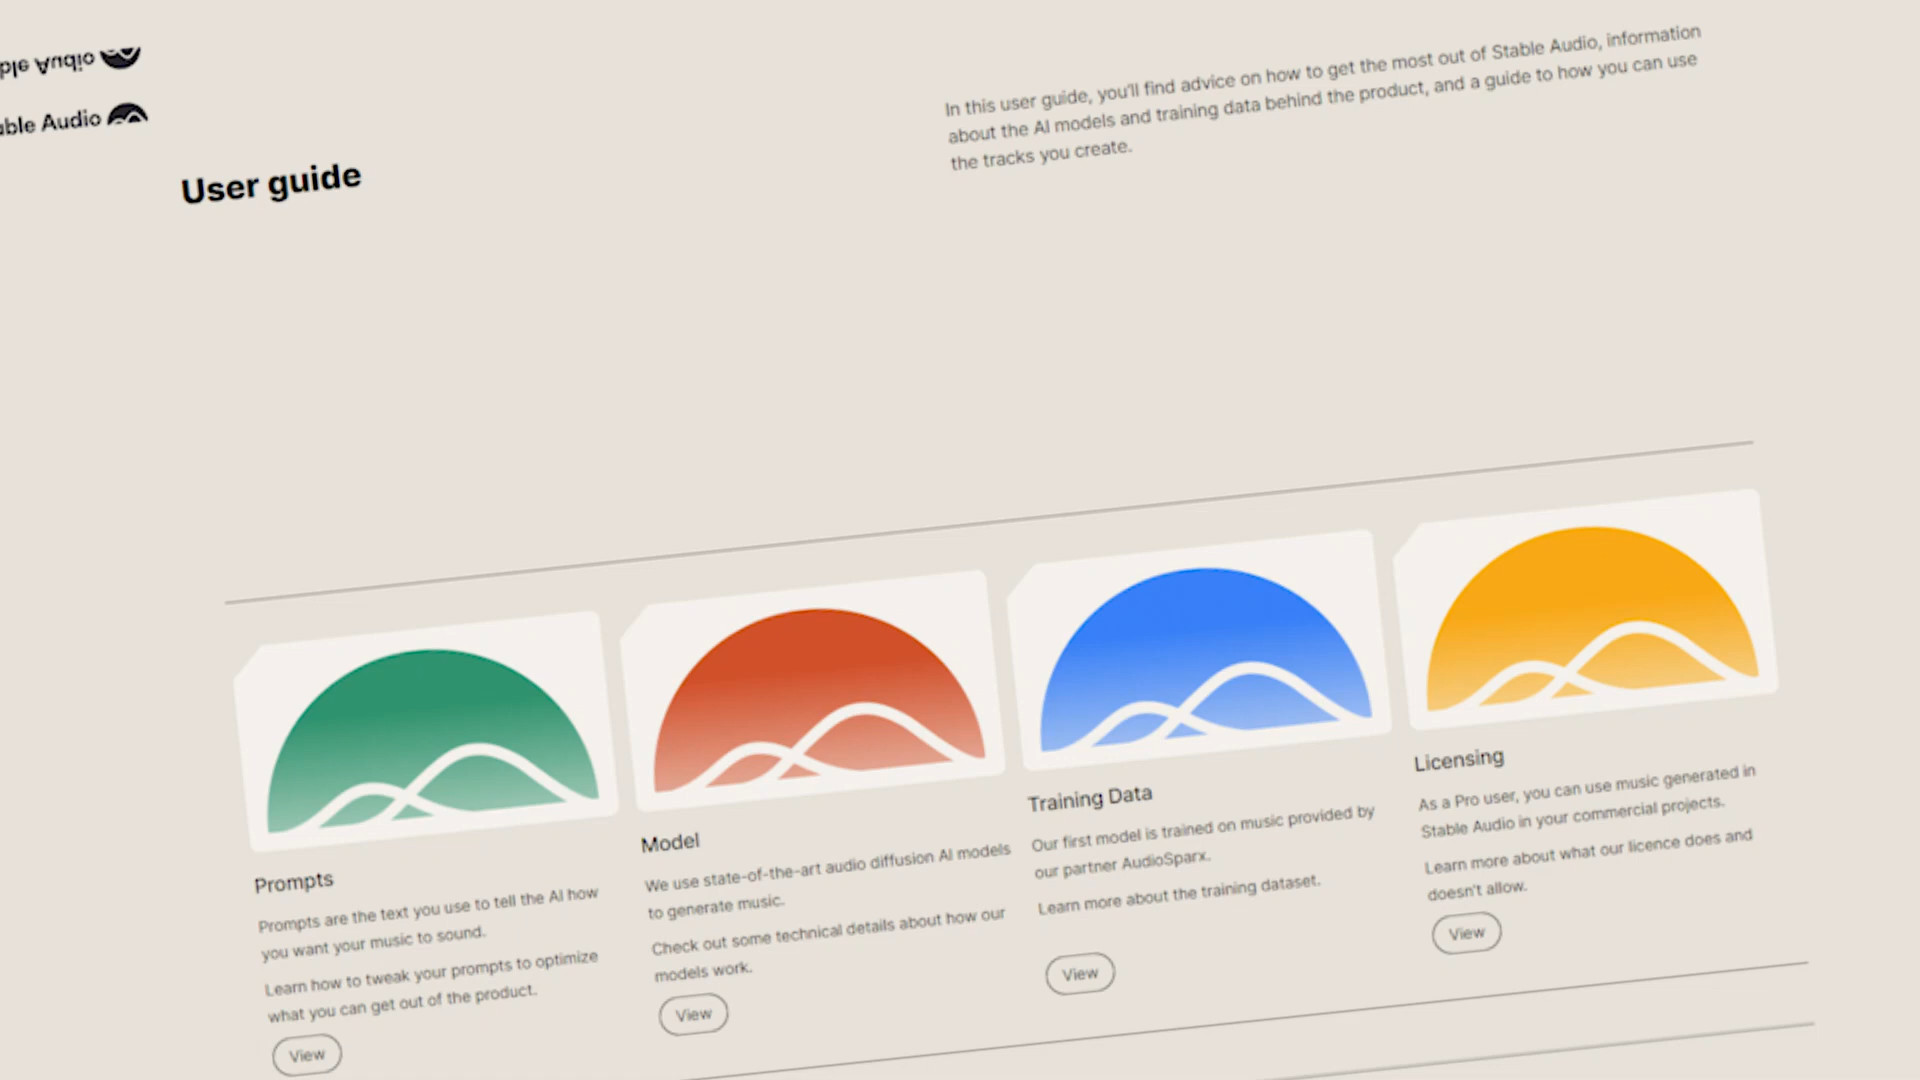 ble Audio
ble Audio
User guide
In this user guide, you'll find advice on how to get the most out of Stable Audio, information
about the AI models and training data behind the product, and a guide to how you can use
the tracks you create.
Prompts
Prompts are the text you use to tell the AI how
you want your music to sound.
Learn how to tweak your prompts to optimize
what you can get out of the product.
View
Model
We use state-of-the-art audio diffusion AI models
to generate music.
Check out some technical details about how our
models work.
View
Training Data
Our first model is trained on music provided by
our partner AudioSparx.
Learn more about the training dataset.
View
Licensing
As a Pro user, you can use music generated in
Stable Audio in your commercial projects.
Learn more about what our licence does and
doesn't allow.
View